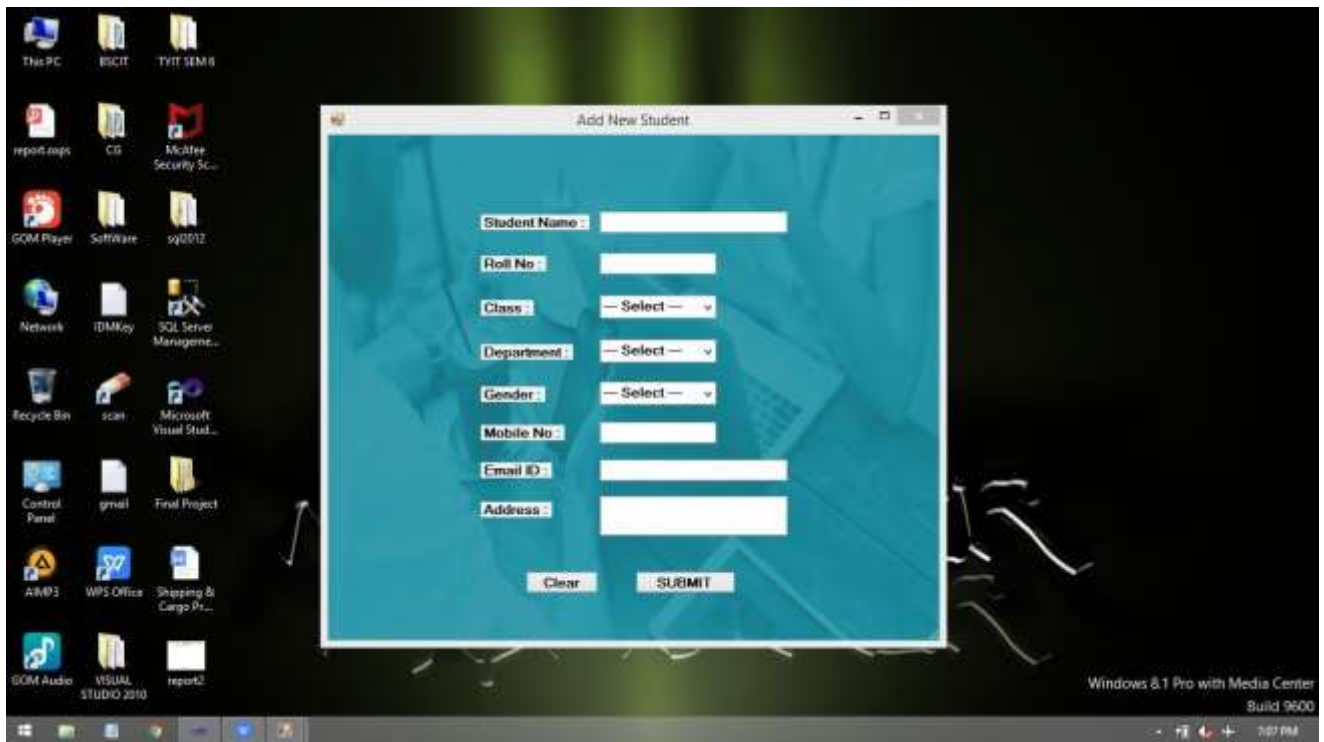 This PC
BSCIT
TYIT SEM 6
report.oops
CG
McAfee
Security Sc...
GOM Player
Software
sql2012
Network
IDMKey
SQL Server
Manageme...
Recycle Bin
scan
Microsoft
Visual Stud...
Control
Panel
gmail
Final Project
AIMP3
WPS Office
Shipping &
Cargo Pr...
GOM Audio
VISUAL
STUDIO 2010
report2
Add New Student
Student Name :
Roll No :
Class :
--- Select ---
Department :
--- Select ---
Gender :
--- Select ---
Mobile No :
Email ID :
Address :
Clear
SUBMIT
Windows 8.1 Pro with Media Center
Build 9600
7:07 PM